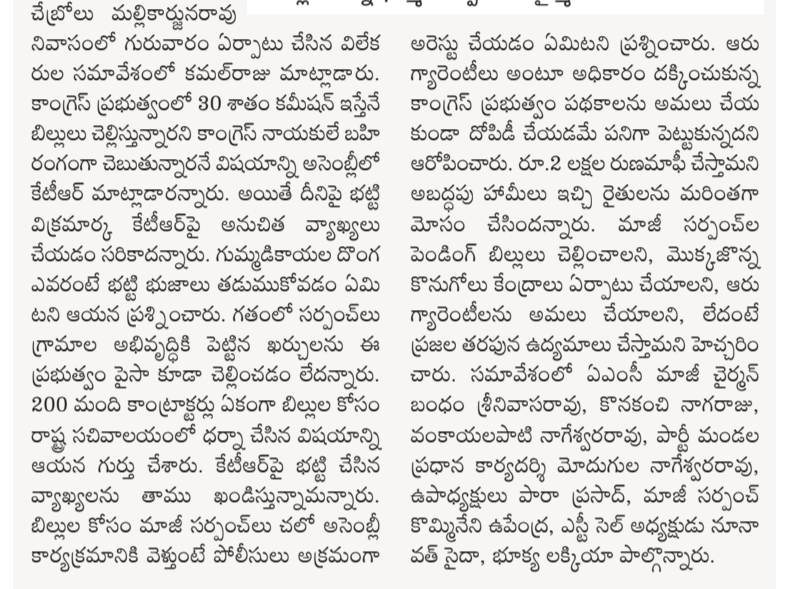 చేబ్రోలు మల్లికార్జునరావు
నివాసంలో గురువారం ఏర్పాటు చేసిన విలేక
రుల సమావేశంలో కమల్‌రాజు మాట్లాడారు.
కాంగ్రెస్ ప్రభుత్వంలో 30 శాతం కమీషన్ ఇస్తేనే
బిల్లులు చెల్లిస్తున్నారని కాంగ్రెస్ నాయకులే బహి
రంగంగా చెబుతున్నారనే విషయాన్ని అసెంబ్లీలో
కేటీఆర్ మాట్లాడారన్నారు. అయితే దీనిపై భట్టి
విక్రమార్క కేటీఆర్‌పై అనుచిత వ్యాఖ్యలు
చేయడం సరికాదన్నారు. గుమ్మడికాయల దొంగ
ఎవరంటే భట్టి భుజాలు తడుముకోవడం ఏమి
టని ఆయన ప్రశ్నించారు. గతంలో సర్పంచ్‌లు
గ్రామాల అభివృద్ధికి పెట్టిన ఖర్చులను ఈ
ప్రభుత్వం పైసా కూడా చెల్లించడం లేదన్నారు.
200 మంది కాంట్రాక్టర్లు ఏకంగా బిల్లుల కోసం
రాష్ట్ర సచివాలయంలో ధర్నా చేసిన విషయాన్ని
ఆయన గుర్తు చేశారు. కేటీఆర్‌పై భట్టి చేసిన
వ్యాఖ్యలను తాము ఖండిస్తున్నామన్నారు.
బిల్లుల కోసం మాజీ సర్పంచ్‌లు చలో అసెంబ్లీ
కార్యక్రమానికి వెళ్తుంటే పోలీసులు అక్రమంగా
అరెస్టు చేయడం ఏమిటని ప్రశ్నించారు. ఆరు
గ్యారెంటీలు అంటూ అధికారం దక్కించుకున్న
కాంగ్రెస్ ప్రభుత్వం పథకాలను అమలు చేయ
కుండా దోపిడీ చేయడమే పనిగా పెట్టుకున్నదని
ఆరోపించారు. రూ.2 లక్షల రుణమాఫీ చేస్తామని
అబద్ధపు హామీలు ఇచ్చి రైతులను మరింతగా
మోసం చేసిందన్నారు. మాజీ సర్పంచ్‌ల
పెండింగ్ బిల్లులు చెల్లించాలని, మొక్కజొన్న
కొనుగోలు కేంద్రాలు ఏర్పాటు చేయాలని, ఆరు
గ్యారెంటీలను అమలు చేయాలని, లేదంటే
ప్రజల తరపున ఉద్యమాలు చేస్తామని హెచ్చరిం
చారు. సమావేశంలో ఏఎంసీ మాజీ చైర్మన్
బంధం శ్రీనివాసరావు, కొనకంచి నాగరాజు,
వంకాయలపాటి నాగేశ్వరరావు, పార్టీ మండల
ప్రధాన కార్యదర్శి మోదుగుల నాగేశ్వరరావు,
ఉపాధ్యక్షులు పారా ప్రసాద్, మాజీ సర్పంచ్
కొమ్మినేని ఉపేంద్ర, ఎస్టీ సెల్ అధ్యక్షుడు నూనా
వత్ సైదా, భూక్య లక్కియా పాల్గొన్నారు.